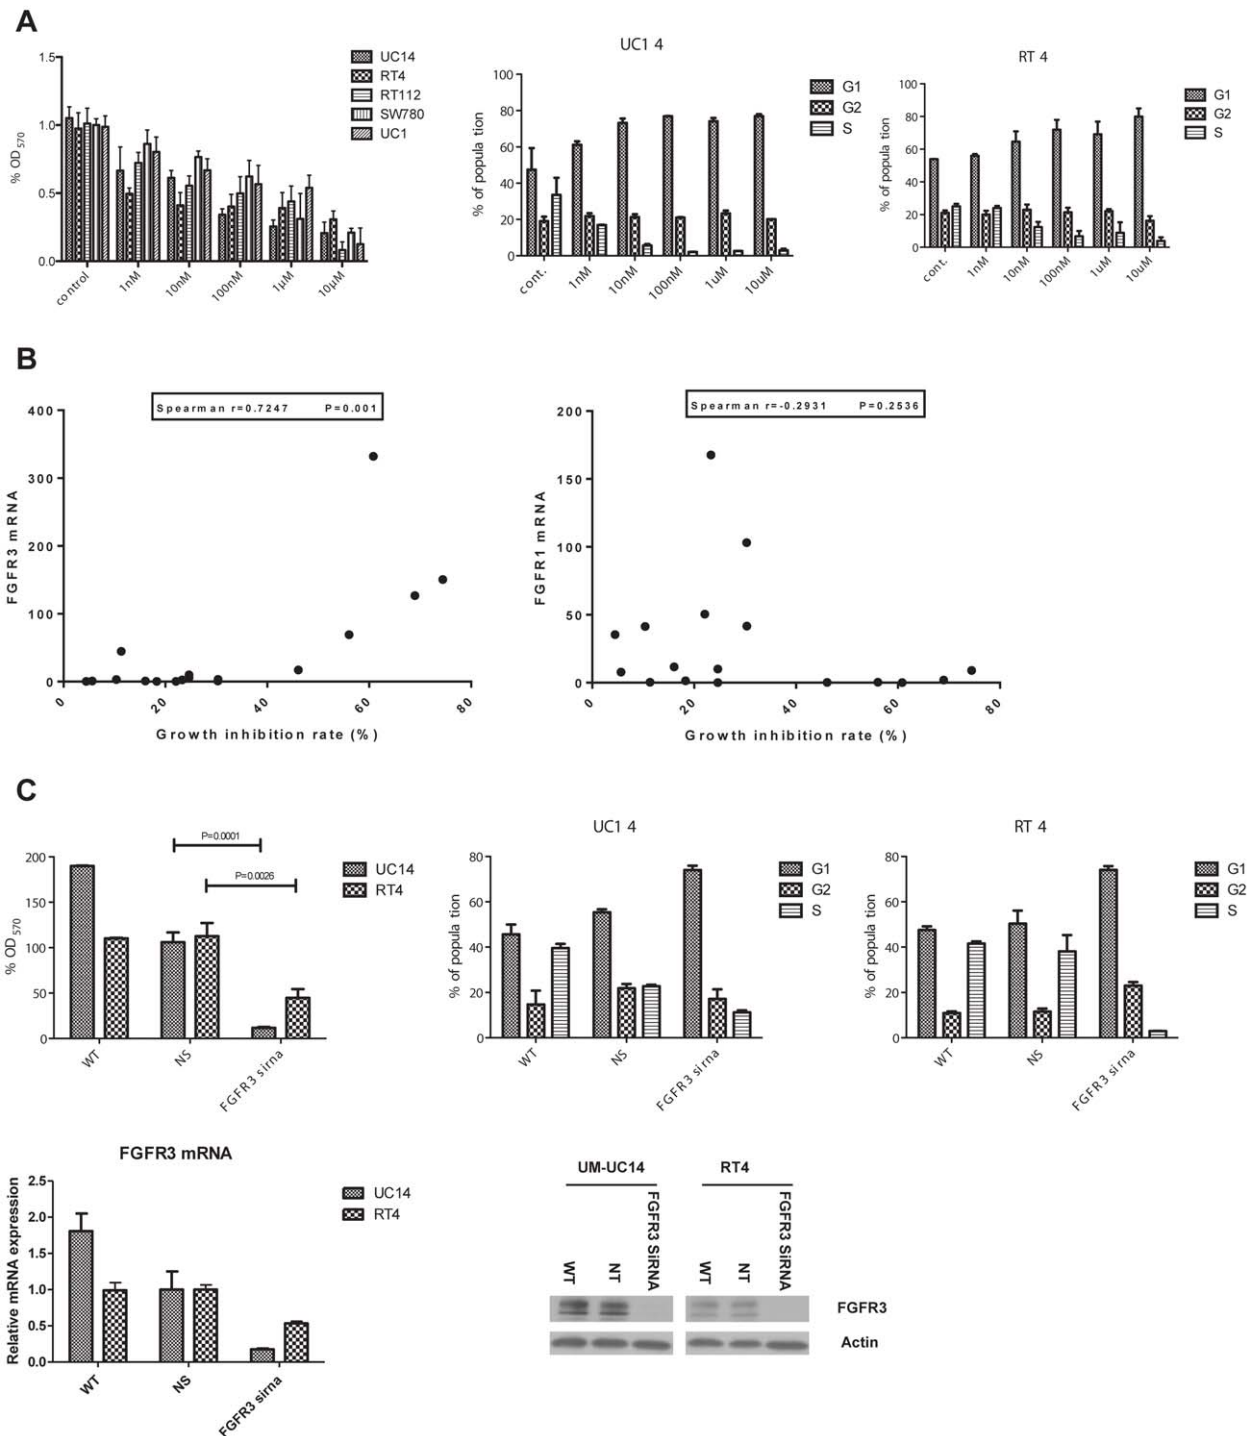 A
UC1 4
RT 4
1.5
1.0
0.5
0.0
% OD570
UC14
RT4
RT112
SW780
UC1
control
1nM
10nM
100nM
1µM
10µM
100
80
60
40
20
0
% of popula tion
G1
G2
S
cont.
1nM
10nM
100nM
1uM
10uM
100
80
60
40
20
0
% of popula tion
G1
G2
S
cont.
1nM
10nM
100nM
1uM
10uM
B
Spearman r=0.7247 P=0.001
400
300
200
100
0
FGFR3 mRNA
0
20
40
60
80
Growth inhibition rate (%)
Spearman r=-0.2931 P=0.2536
200
150
100
50
0
FGFR1 mRNA
0
20
40
60
80
Growth inhibition rate (%)
C
P=0.0001
P=0.0026
200
150
100
50
0
% OD570
UC14
RT4
WT
NS
FGFR3 sirna
UC1 4
80
60
40
20
0
% of popula tion
G1
G2
S
WT
NS
FGFR3 sirna
RT 4
80
60
40
20
0
% of popula tion
G1
G2
S
WT
NS
FGFR3 sirna
FGFR3 mRNA
2.5
2.0
1.5
1.0
0.5
0.0
Relative mRNA expression
UC14
RT4
WT
NS
FGFR3 sirna
UM-UC14
RT4
WT
NT
FGFR3 SiRNA
WT
NT
FGFR3 SiRNA
FGFR3
Actin